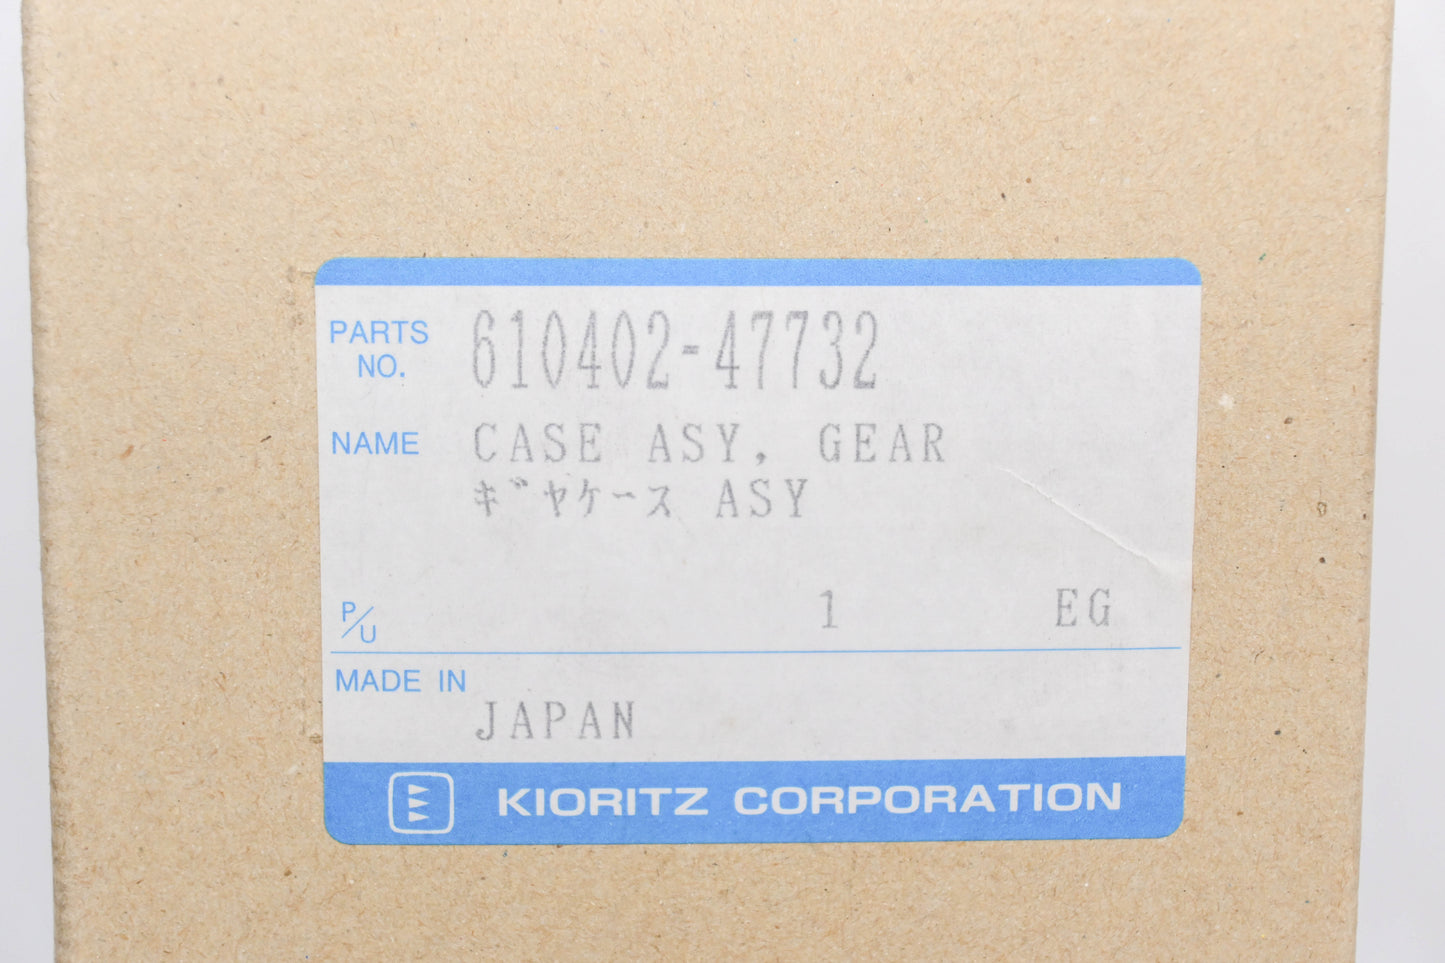 PARTS NO. 610402-47732
NAME CASE ASY, GEAR
ギヤケース ASY
P/U 1 EG
MADE IN
JAPAN
KIORITZ CORPORATION